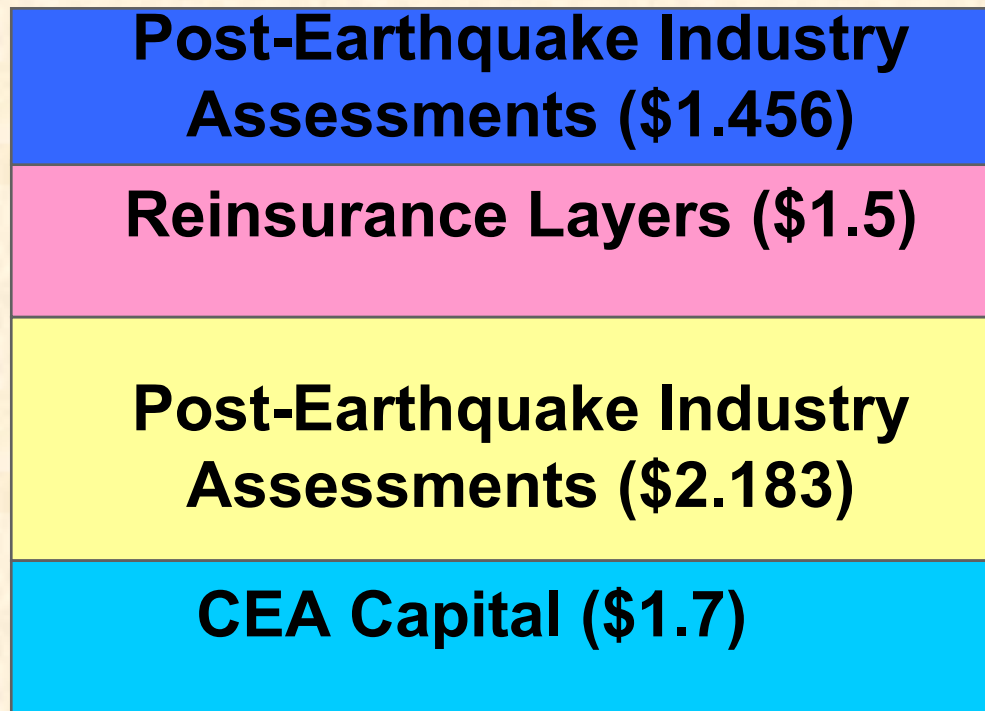 Post-Earthquake Industry
Assessments ($1.456)
Reinsurance Layers ($1.5)
Post-Earthquake Industry
Assessments ($2.183)
CEA Capital ($1.7)